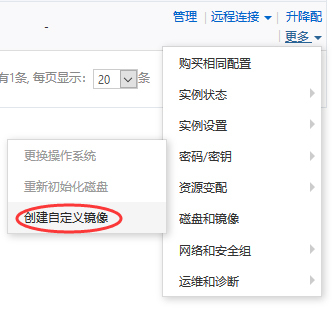 管理 远程连接 升降配
- 更多
有1条, 每页显示: 20 条
购买相同配置
实例状态
实例设置
密码/密钥
资源变配
磁盘和镜像
网络和安全组
运维和诊断
更换操作系统
重新初始化磁盘
创建自定义镜像